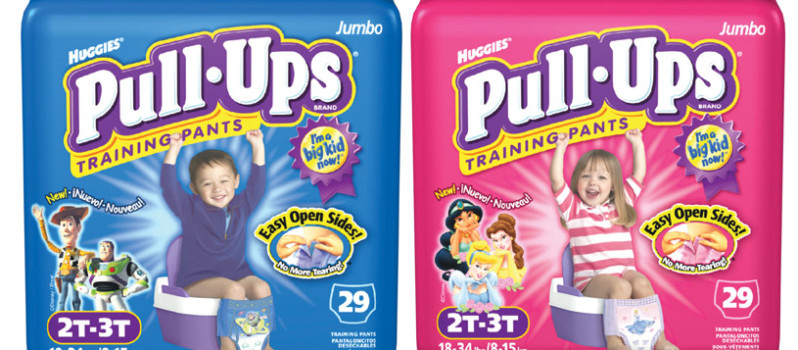 Jumbo
HUGGIES®
Pull·Ups
BRAND
TRAINING PANTS
I'm a
big kid
now!
New! - ¡Nuevo! - Nouveau!
Easy Open Sides!
No More Tearing!
29
2T-3T
TRAINING PANTS
PANTALONCITOS
DESECHABLES
Jumbo
HUGGIES®
Pull·Ups
BRAND
TRAINING PANTS
I'm a
big kid
now!
New! - ¡Nuevo! - Nouveau!
Easy Open Sides!
No More Tearing!
29
2T-3T
18-34 lbs/8-15
TRAINING PANTS
PANTALONCITOS
DESECHABLES
SOUS-VÊTEMENTS